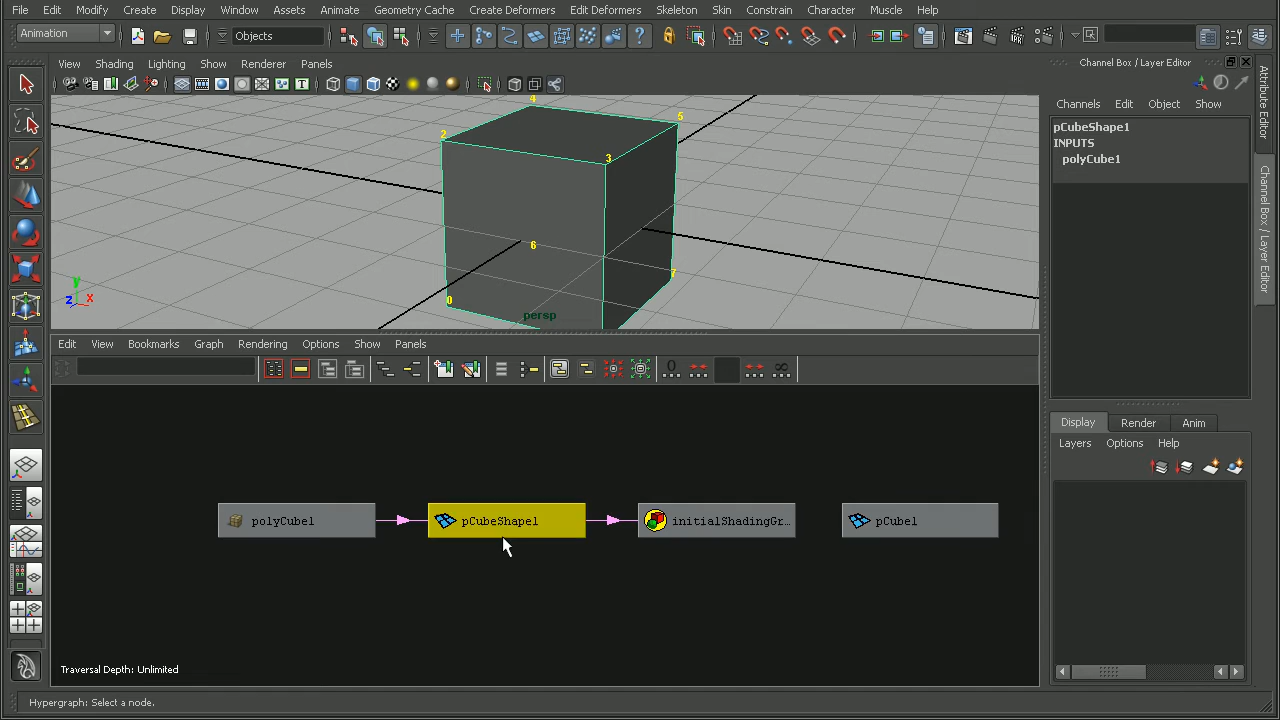 File Edit Modify Create Display Window Assets Animate Geometry Cache Create Deformers Edit Deformers Skeleton Skin Constraint Character Muscle Help
Animation Objects
View Shading Lighting Show Renderer Panels
Channel Box / Layer Editor
Channels Edit Object Show
pCubeShape1
INPUTS
polyCube1
Attribute Editor
Channel Box / Layer Editor
4
5
2
3
6
7
0
y
z x
persp
Edit View Bookmarks Graph Rendering Options Show Panels
polyCube1
pCubeShape1
initialShadingGr...
pCube1
Traversal Depth: Unlimited
Display Render Anim
Layers Options Help
Hypergraph: Select a node.